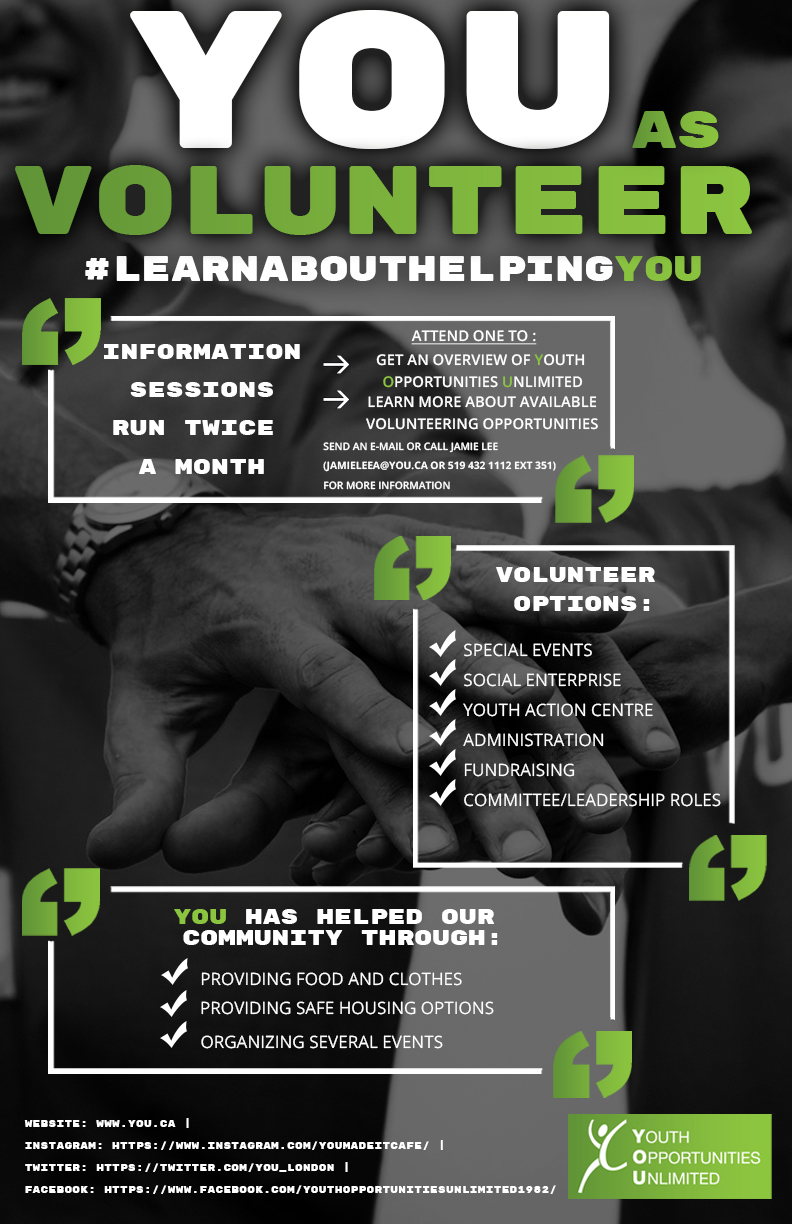 YOU AS
VOLUNTEER
#LEARNABOUTHELPINGYOU
INFORMATION
SESSIONS
RUN TWICE
A MONTH
ATTEND ONE TO :
GET AN OVERVIEW OF YOUTH
OPPORTUNITIES UNLIMITED
LEARN MORE ABOUT AVAILABLE
VOLUNTEERING OPPORTUNITIES
SEND AN E-MAIL OR CALL JAMIE LEE
(JAMIELEEA@YOU.CA OR 519 432 1112 EXT 351)
FOR MORE INFORMATION
VOLUNTEER
OPTIONS:
SPECIAL EVENTS
SOCIAL ENTERPRISE
YOUTH ACTION CENTRE
ADMINISTRATION
FUNDRAISING
COMMITTEE/LEADERSHIP ROLES
YOU HAS HELPED OUR
COMMUNITY THROUGH:
PROVIDING FOOD AND CLOTHES
PROVIDING SAFE HOUSING OPTIONS
ORGANIZING SEVERAL EVENTS
WEBSITE: WWW.YOU.CA |
INSTAGRAM: HTTPS://WWW.INSTAGRAM.COM/YOUMADEITCAFE/ |
TWITTER: HTTPS://TWITTER.COM/YOU_LONDON |
FACEBOOK: HTTPS://WWW.FACEBOOK.COM/YOUTHOPPORTUNITIESUNLIMITED1982/
YOUTH
OPPORTUNITIES
UNLIMITED